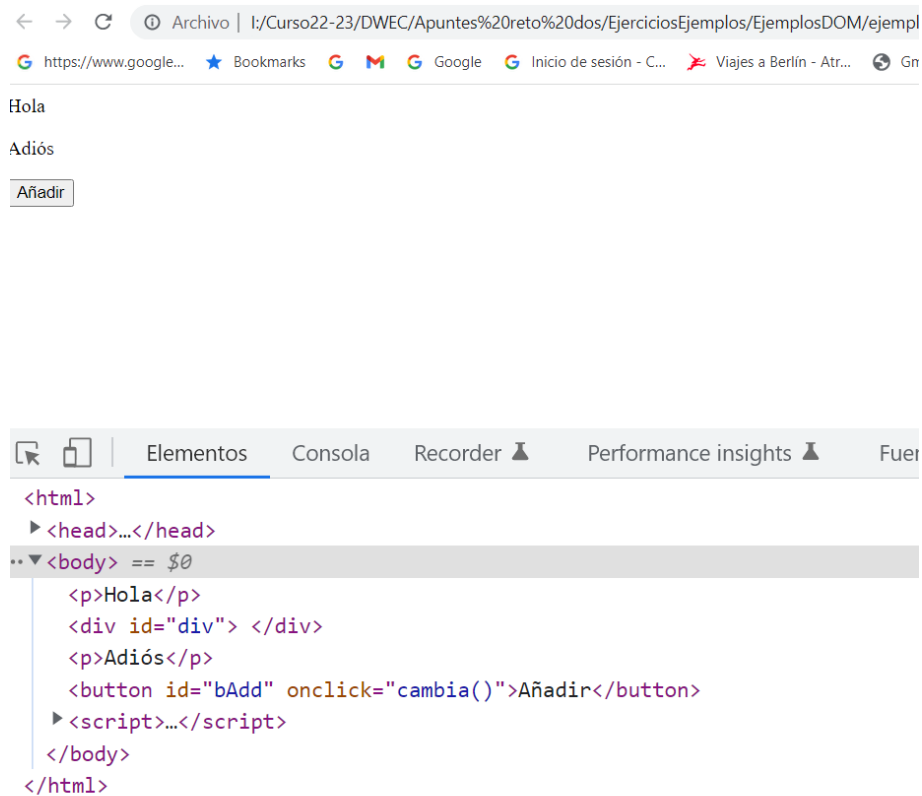 Archivo | I:/Curso22-23/DWEC/Apuntes%20reto%20dos/EjerciciosEjemplos/EjemplosDOM/ejempl
https://www.google... Bookmarks Google Inicio de sesión - C... Viajes a Berlín - Atr... Gm
Hola
Adiós
Añadir
Elementos Consola Recorder Performance insights Fuer
<html>
<head>…</head>
<body> == $0
<p>Hola</p>
<div id="div"> </div>
<p>Adiós</p>
<button id="bAdd" onclick="cambia()">Añadir</button>
<script>…</script>
</body>
</html>